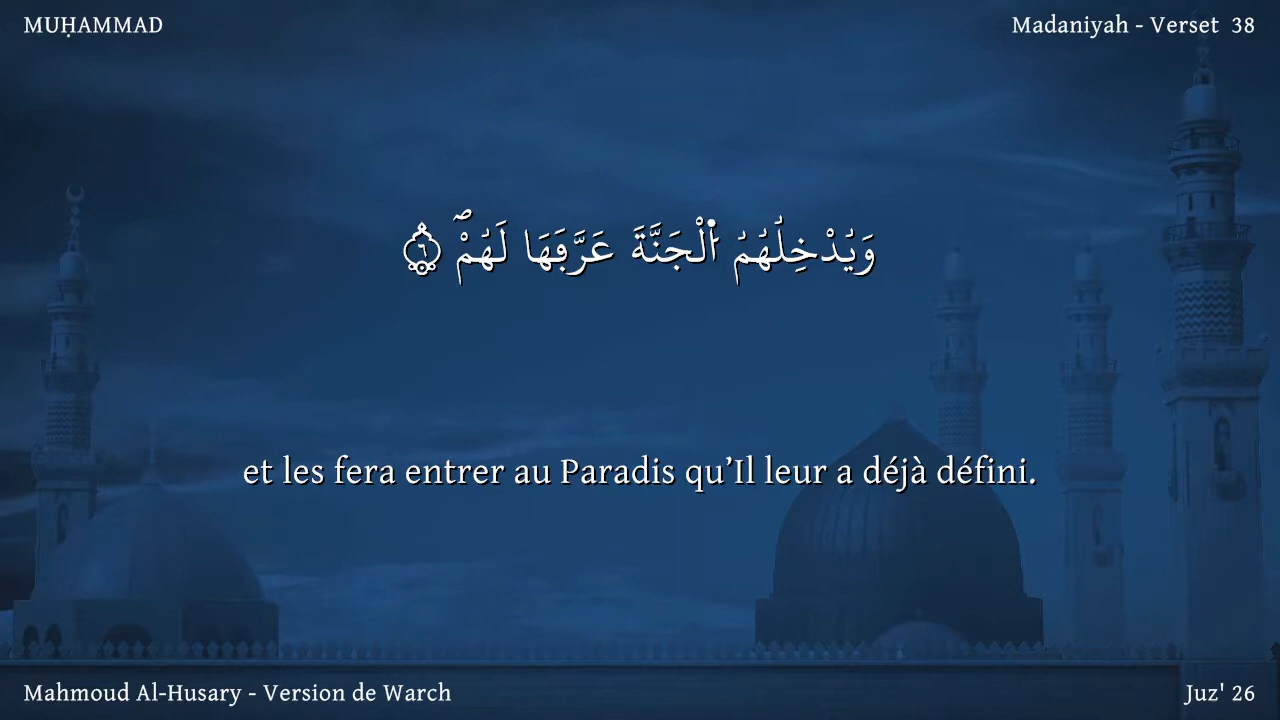 MUḤAMMAD
Madaniyah - Verset 38
وَيُدْخِلُهُمُ اُ۬لْجَنَّةَ عَرَّفَهَا لَهُمْۖ ٦
et les fera entrer au Paradis qu’Il leur a déjà défini.
Mahmoud Al-Husary - Version de Warch
Juz' 26